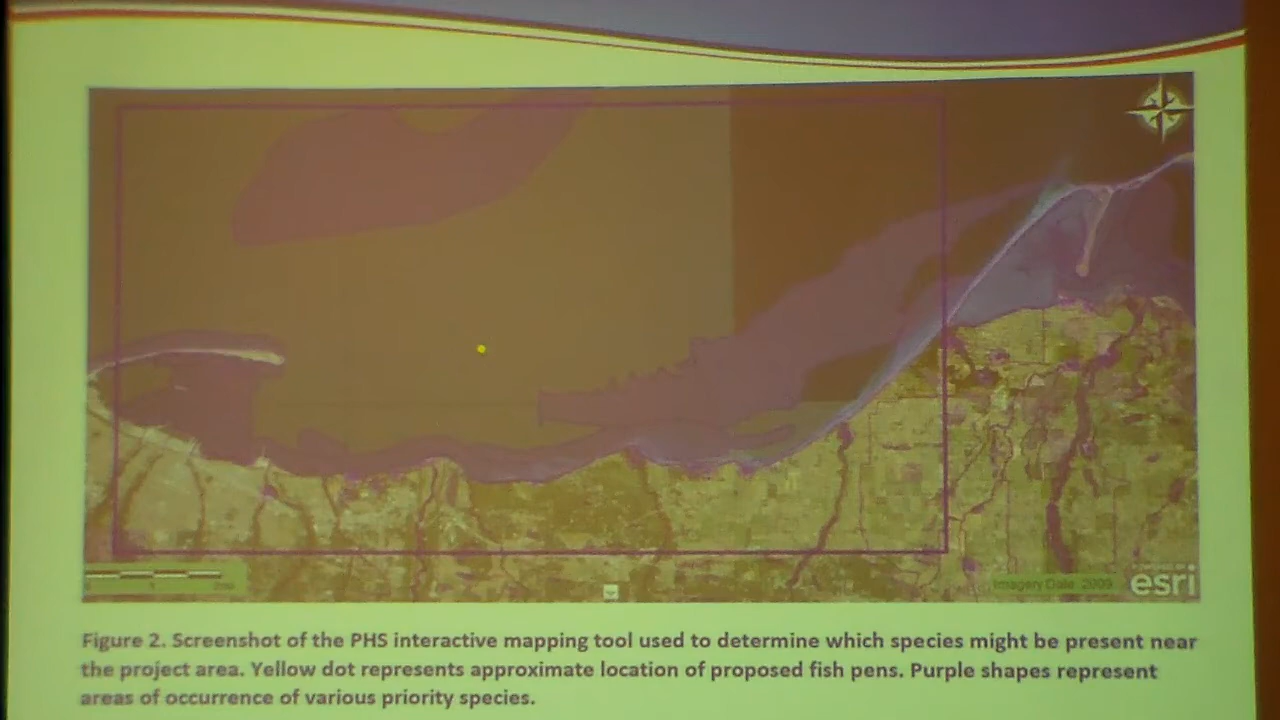 Imagery Date: 2009
POWERED BY
esri
Figure 2. Screenshot of the PHS interactive mapping tool used to determine which species might be present near
the project area. Yellow dot represents approximate location of proposed fish pens. Purple shapes represent
areas of occurrence of various priority species.